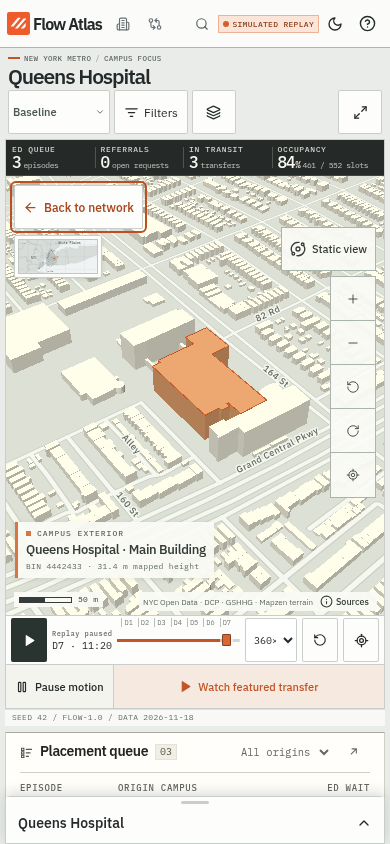 Flow Atlas
SIMULATED REPLAY
NEW YORK METRO / CAMPUS FOCUS
Queens Hospital
Baseline
Filters
ED QUEUE
3 episodes
REFERRALS
0 open requests
IN TRANSIT
3 transfers
OCCUPANCY
84% 461 / 552 slots
Back to network
Static view
82 Rd
164 St
Grand Central Pkwy
Alley
160 St
CAMPUS EXTERIOR
Queens Hospital · Main Building
BIN 4442433 · 31.4 m mapped height
50 m
NYC Open Data · DCP · GSHHG · Mapzen terrain
Sources
Replay paused
D7 · 11:20
D1 D2 D3 D4 D5 D6 D7
360×
Pause motion
Watch featured transfer
SEED 42 / FLOW-1.0 / DATA 2026-11-18
Placement queue 03
All origins
EPISODE ORIGIN CAMPUS ED WAIT
Queens Hospital